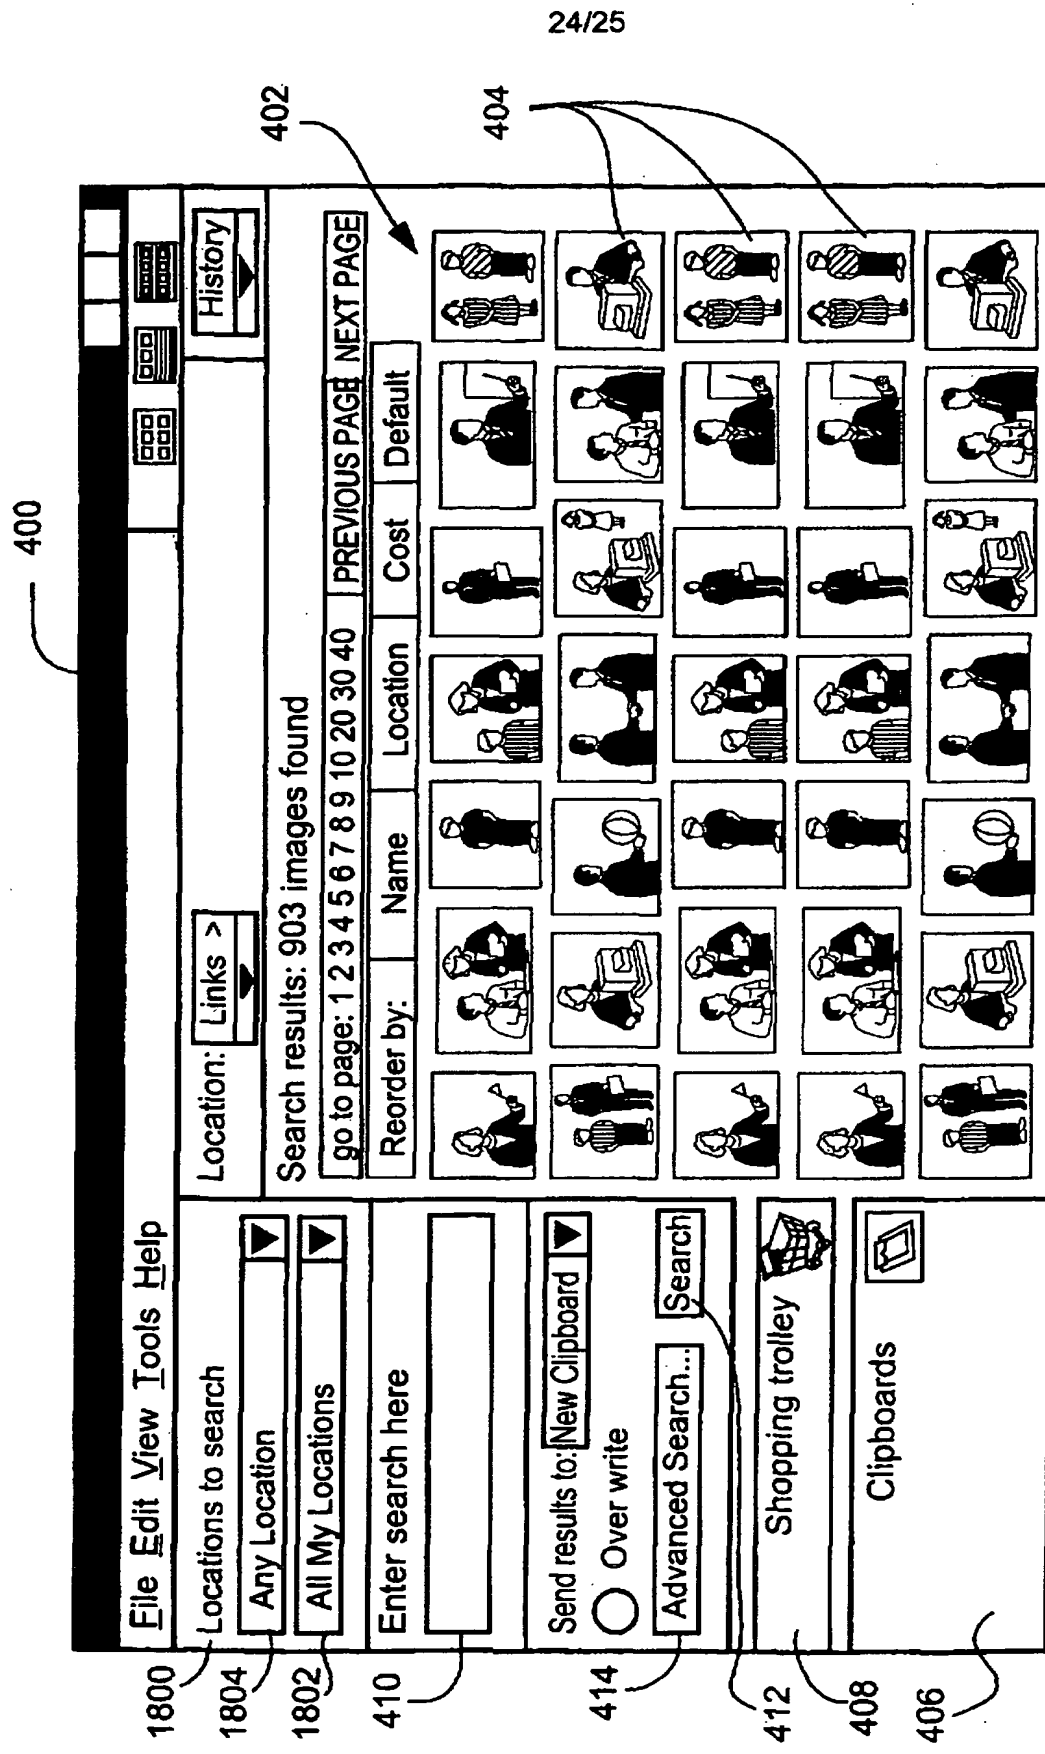 24/25
400
File Edit View Tools Help
1800
Locations to search
1804
Any Location
1802
All My Locations
410
Enter search here
Send results to: New Clipboard
Over write
414
Advanced Search...
Search
412
408
Shopping trolley
406
Clipboards
Location:
Links >
History
Search results: 903 images found
go to page: 1 2 3 4 5 6 7 8 9 10 20 30 40
PREVIOUS PAGE
NEXT PAGE
Reorder by:
Name
Location
Cost
Default
402
404